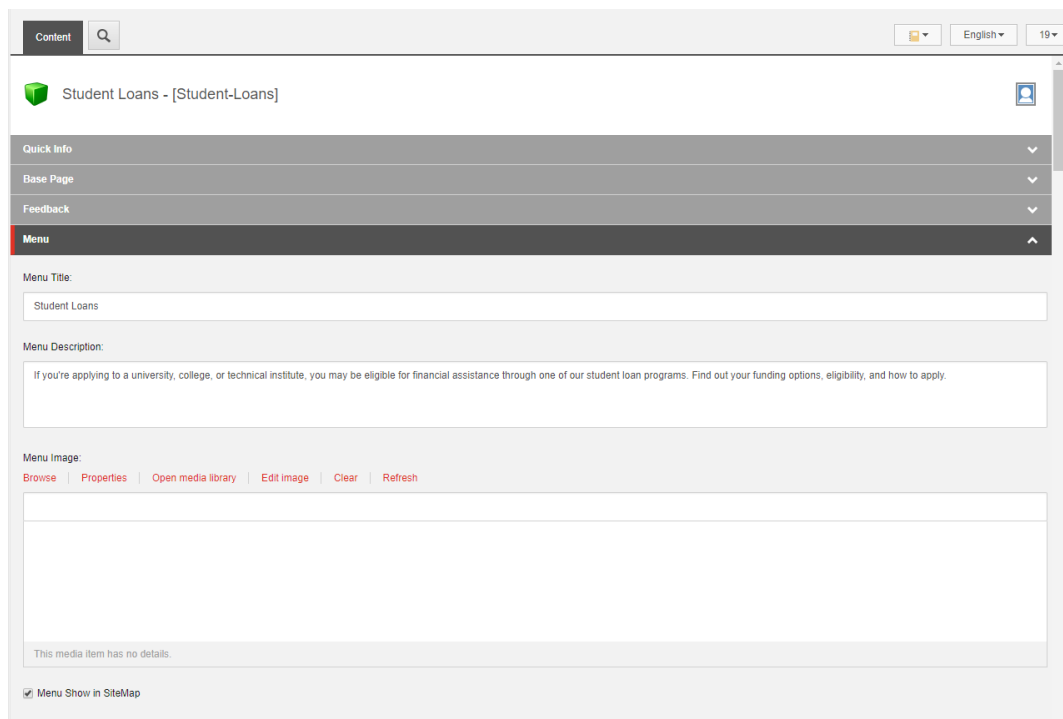 Content
English
19
Student Loans - [Student-Loans]
Quick Info
Base Page
Feedback
Menu
Menu Title:
Student Loans
Menu Description:
If you're applying to a university, college, or technical institute, you may be eligible for financial assistance through one of our student loan programs. Find out your funding options, eligibility, and how to apply.
Menu Image:
Browse Properties Open media library Edit image Clear Refresh
This media item has no details.
Menu Show in SiteMap